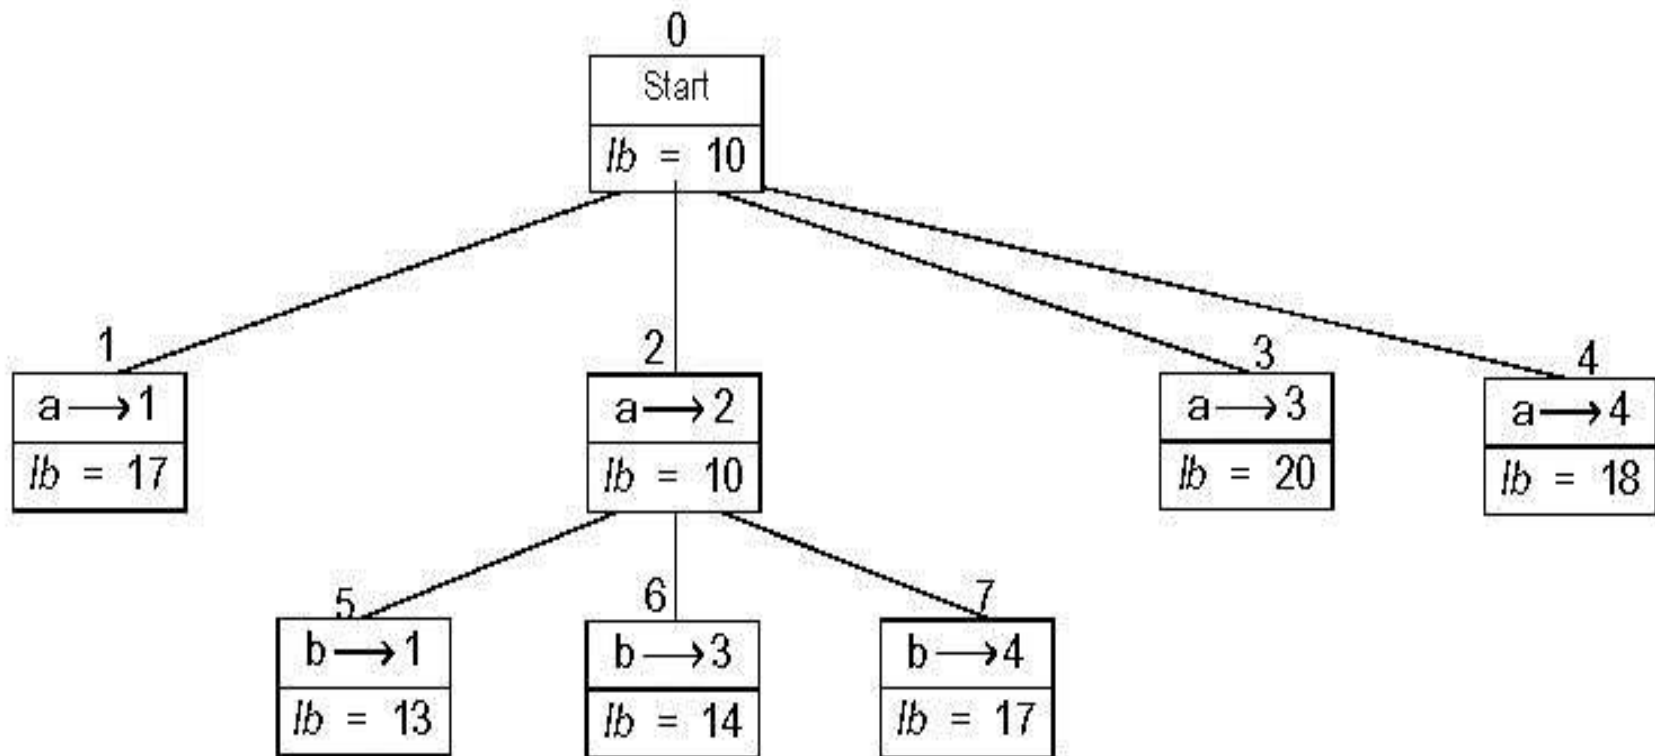 0
Start
lb = 10
1
a → 1
lb = 17
2
a → 2
lb = 10
3
a → 3
lb = 20
4
a → 4
lb = 18
5
b → 1
lb = 13
6
b → 3
lb = 14
7
b → 4
lb = 17